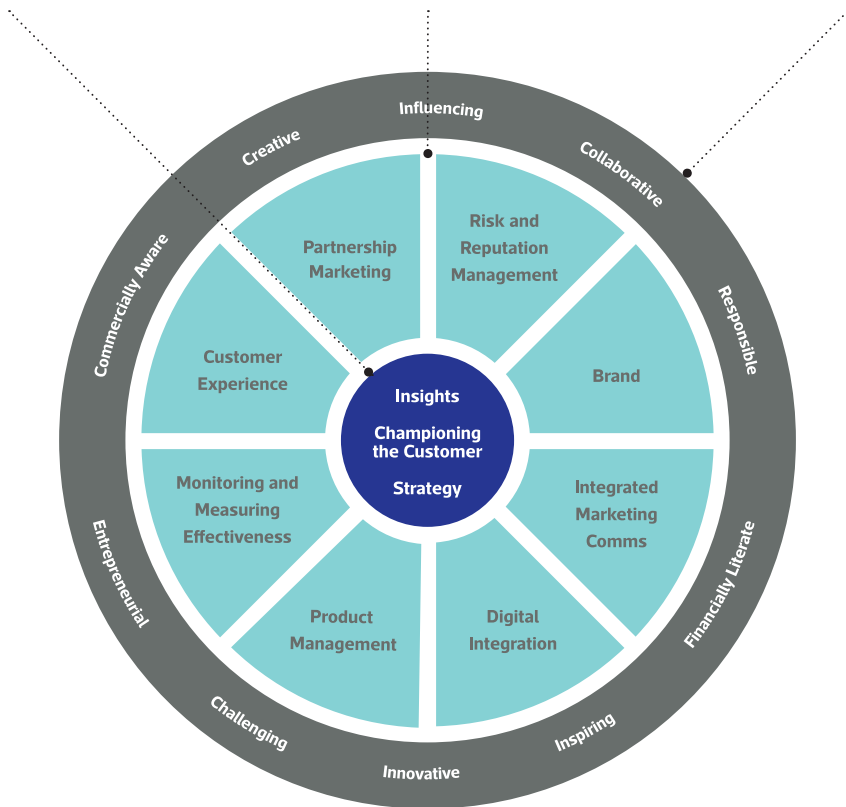 Influencing
Creative
Collaborative
Commercially Aware
Responsible
Entrepreneurial
Financially Literate
Challenging
Inspiring
Innovative
Partnership
Marketing
Risk and
Reputation
Management
Customer
Experience
Brand
Monitoring and
Measuring
Effectiveness
Integrated
Marketing
Comms
Product
Management
Digital
Integration
Insights
Championing
the Customer
Strategy